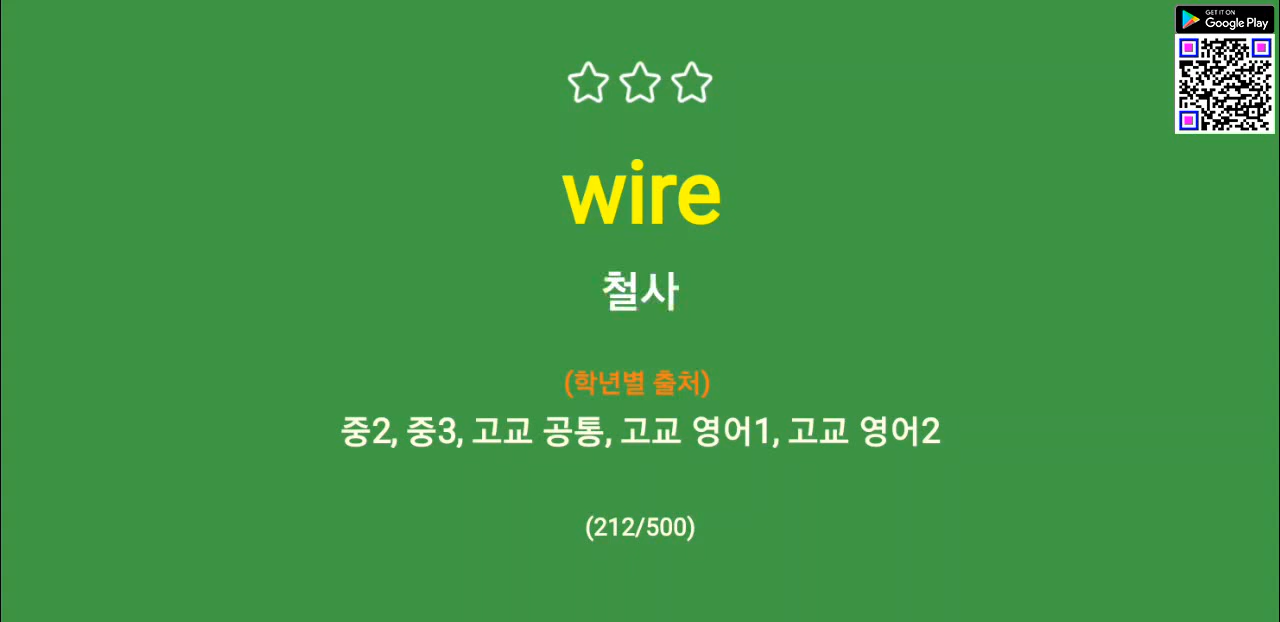 GET IT ON
Google Play
wire
철사
(학년별 출처)
중2, 중3, 고교 공통, 고교 영어1, 고교 영어2
(212/500)